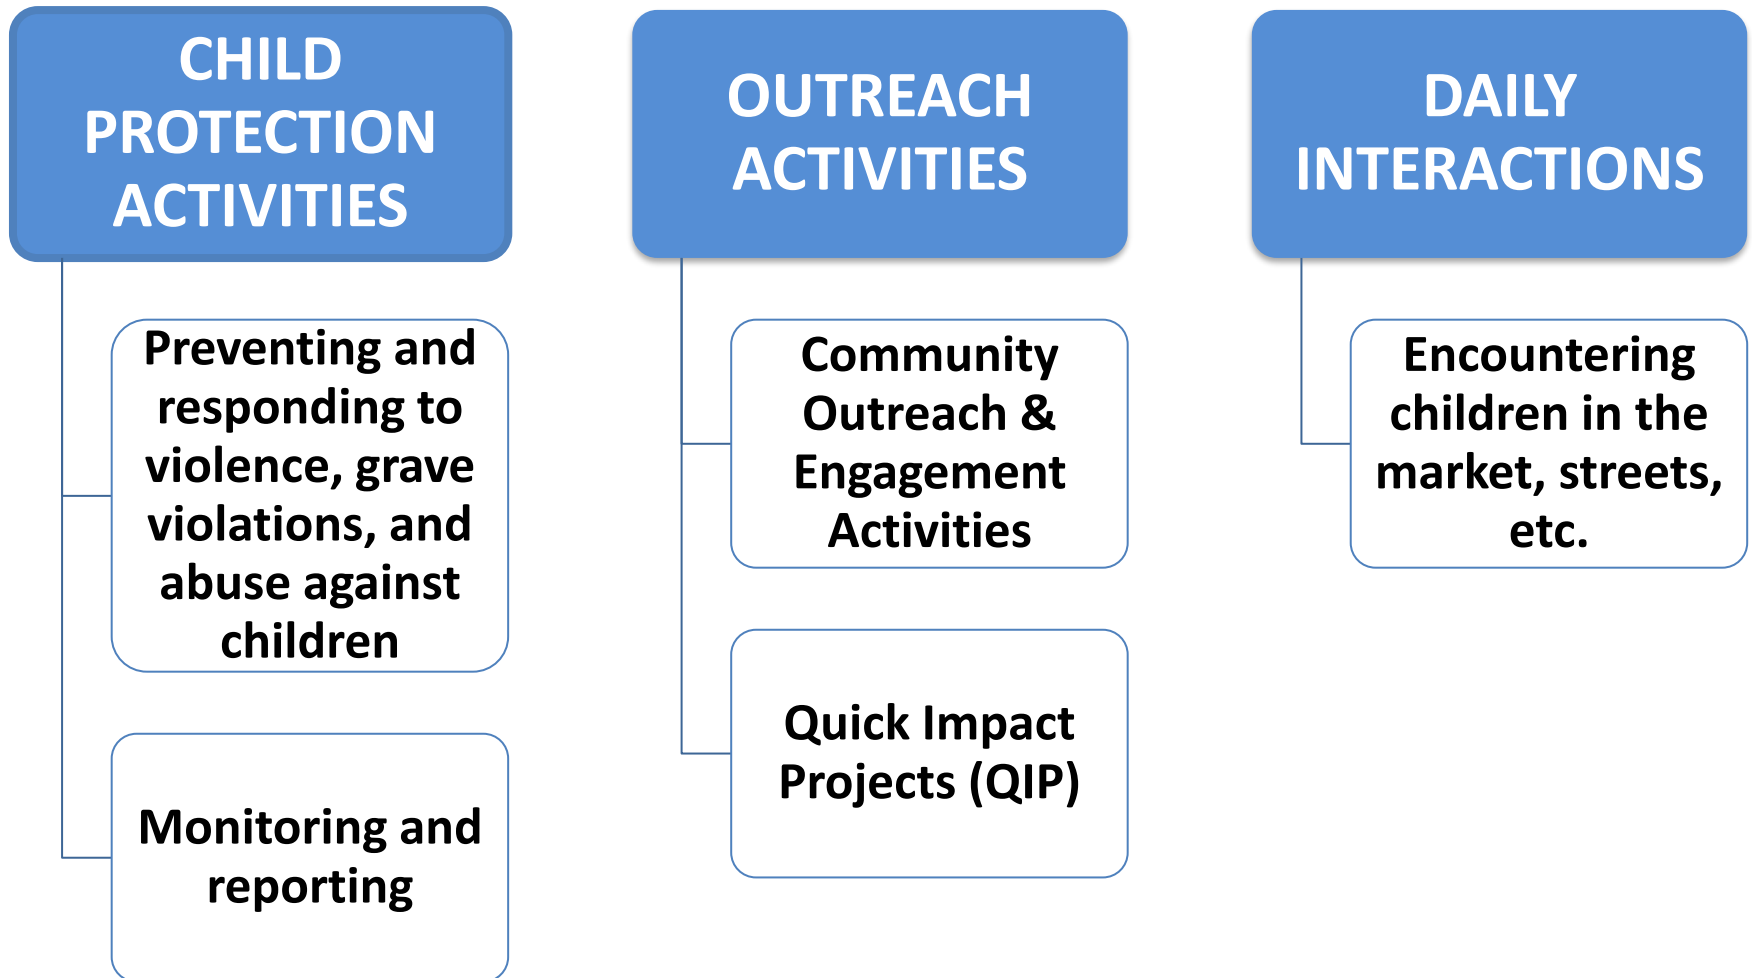 CHILD
PROTECTION
ACTIVITIES
Preventing and
responding to
violence, grave
violations, and
abuse against
children
Monitoring and
reporting
OUTREACH
ACTIVITIES
Community
Outreach &
Engagement
Activities
Quick Impact
Projects (QIP)
DAILY
INTERACTIONS
Encountering
children in the
market, streets,
etc.